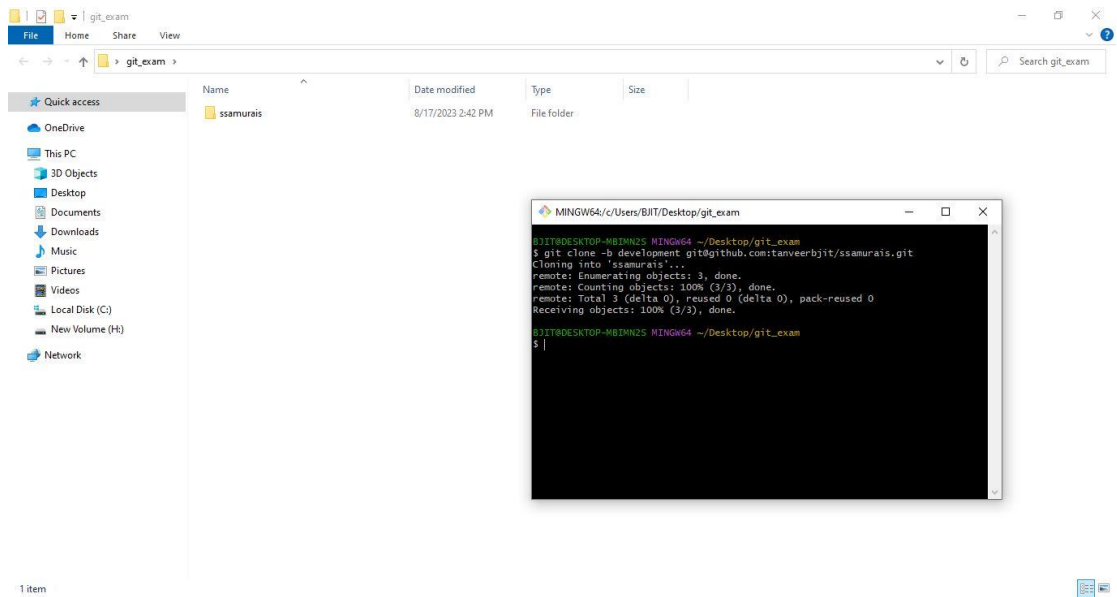 git_exam
File Home Share View
git_exam
Search git_exam
Name Date modified Type Size
Quick access
ssamurais 8/17/2023 2:42 PM File folder
OneDrive
This PC
3D Objects
Desktop
Documents
Downloads
Music
Pictures
Videos
Local Disk (C:)
New Volume (H:)
Network
MINGW64:/c/Users/BJIT/Desktop/git_exam
BJIT@DESKTOP-MBIMN2S MINGW64 ~/Desktop/git_exam
$ git clone -b development git@github.com:tanveerbjit/ssamurais.git
Cloning into 'ssamurais'...
remote: Enumerating objects: 3, done.
remote: Counting objects: 100% (3/3), done.
remote: Total 3 (delta 0), reused 0 (delta 0), pack-reused 0
Receiving objects: 100% (3/3), done.
BJIT@DESKTOP-MBIMN2S MINGW64 ~/Desktop/git_exam
$
1 item